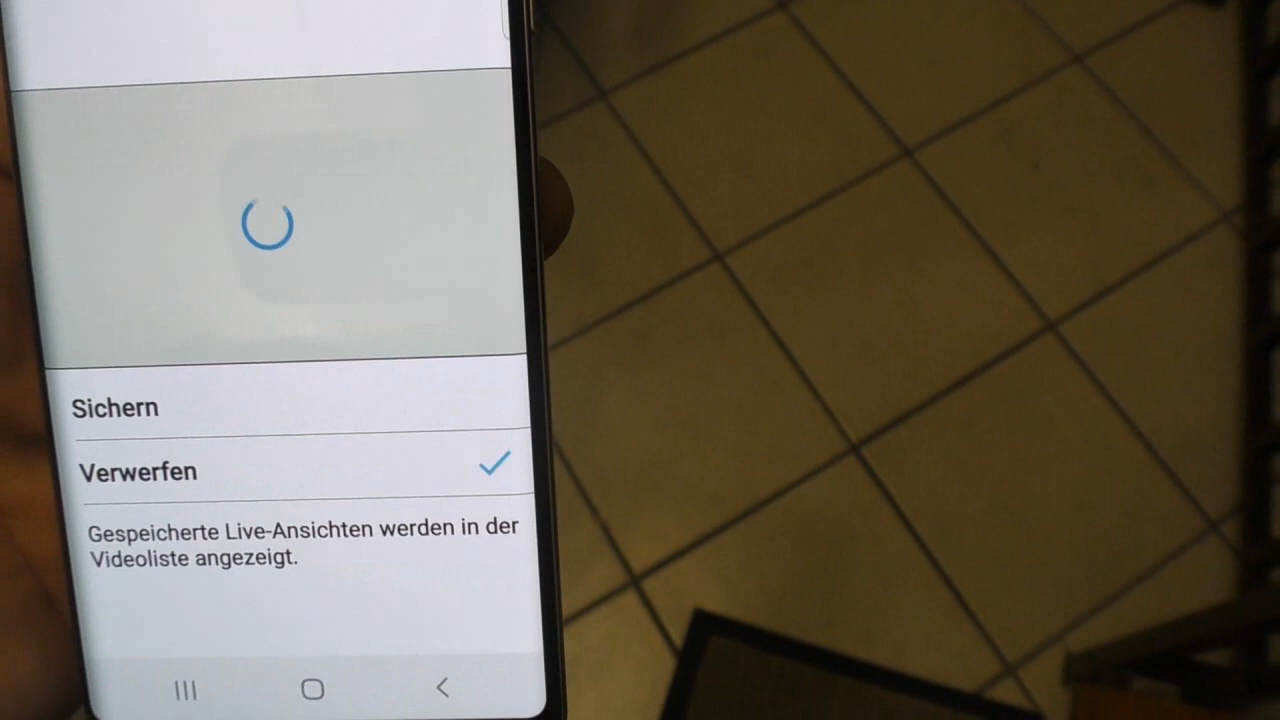 Sichern
Verwerfen
Gespeicherte Live-Ansichten werden in der
Videoliste angezeigt.